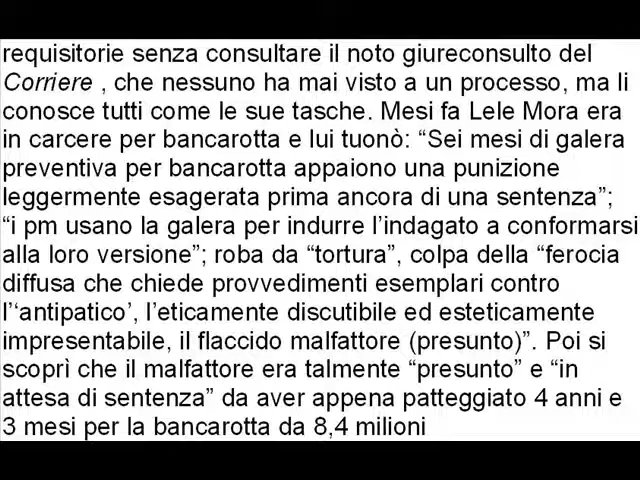 requisitorie senza consultare il noto giureconsulto del
Corriere , che nessuno ha mai visto a un processo, ma li
conosce tutti come le sue tasche. Mesi fa Lele Mora era
in carcere per bancarotta e lui tuonò: “Sei mesi di galera
preventiva per bancarotta appaiono una punizione
leggermente esagerata prima ancora di una sentenza”;
“i pm usano la galera per indurre l’indagato a conformarsi
alla loro versione”; roba da “tortura”, colpa della “ferocia
diffusa che chiede provvedimenti esemplari contro
l’‘antipatico’, l’eticamente discutibile ed esteticamente
impresentabile, il flaccido malfattore (presunto)”. Poi si
scoprì che il malfattore era talmente “presunto” e “in
attesa di sentenza” da aver appena patteggiato 4 anni e
3 mesi per la bancarotta da 8,4 milioni